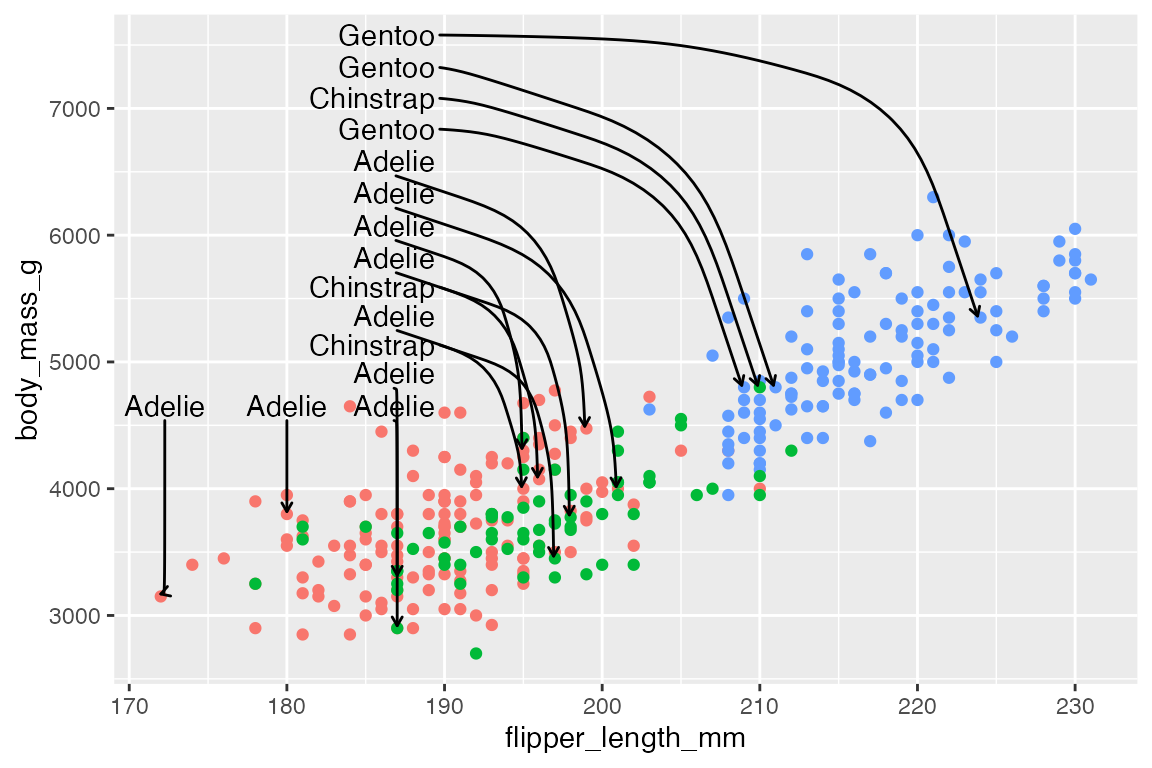 Gentoo
Gentoo
Chinstrap
Gentoo
Adelie
Adelie
Adelie
Adelie
Chinstrap
Adelie
Chinstrap
Adelie
Adelie Adelie Adelie
7000
6000
5000
4000
3000
body_mass_g
170 180 190 200 210 220 230
flipper_length_mm